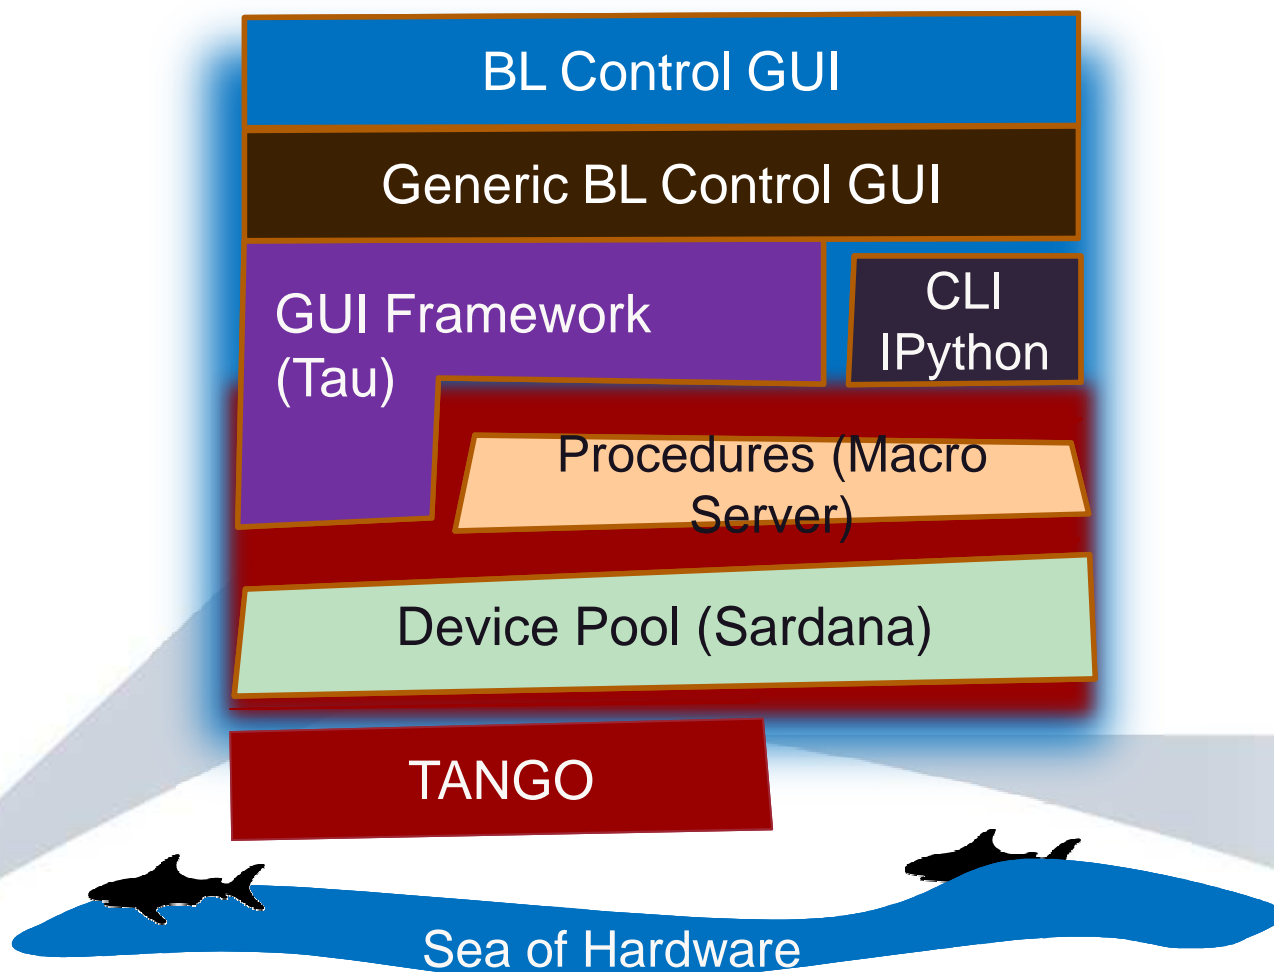 BL Control GUI
Generic BL Control GUI
GUI Framework
(Tau)
CLI
IPython
Procedures (Macro
Server)
Device Pool (Sardana)
TANGO
Sea of Hardware